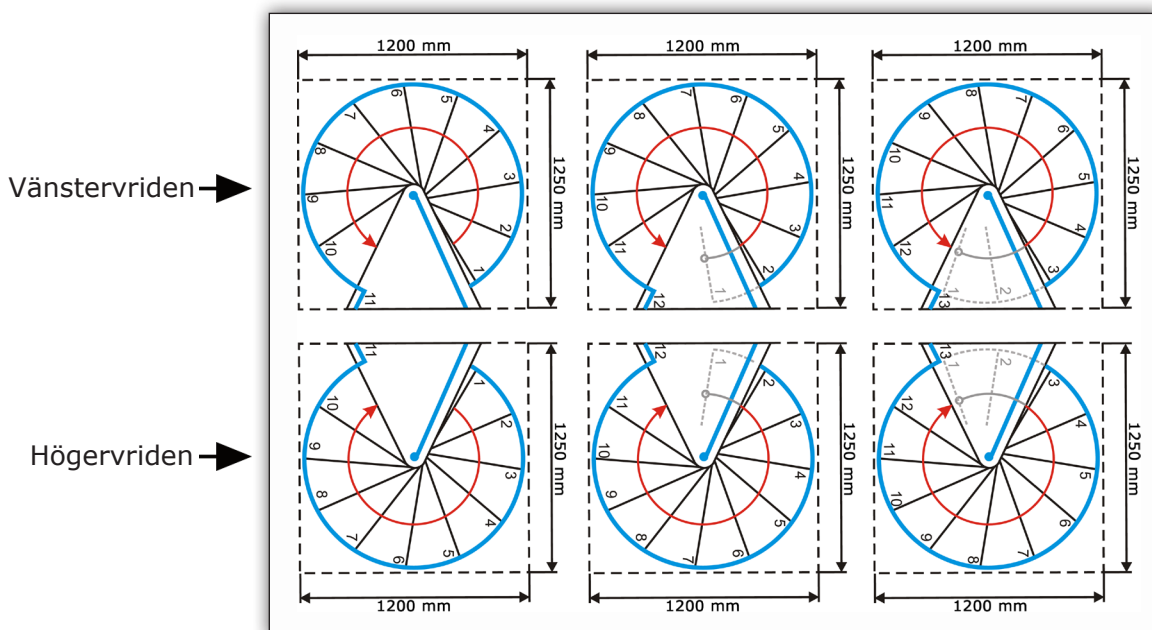 1200 mm 1200 mm 1200 mm
1 2 3 4 5 6 7 8 9 10 11
1250 mm
1 2 3 4 5 6 7 8 9 10 11 12
1250 mm
1 2 3 4 5 6 7 8 9 10 11 12 13
1250 mm
Vänstervriden
1 2 3 4 5 6 7 8 9 10 11
1250 mm
1 2 3 4 5 6 7 8 9 10 11 12
1250 mm
1 2 3 4 5 6 7 8 9 10 11 12 13
1250 mm
Högervriden
1200 mm 1200 mm 1200 mm